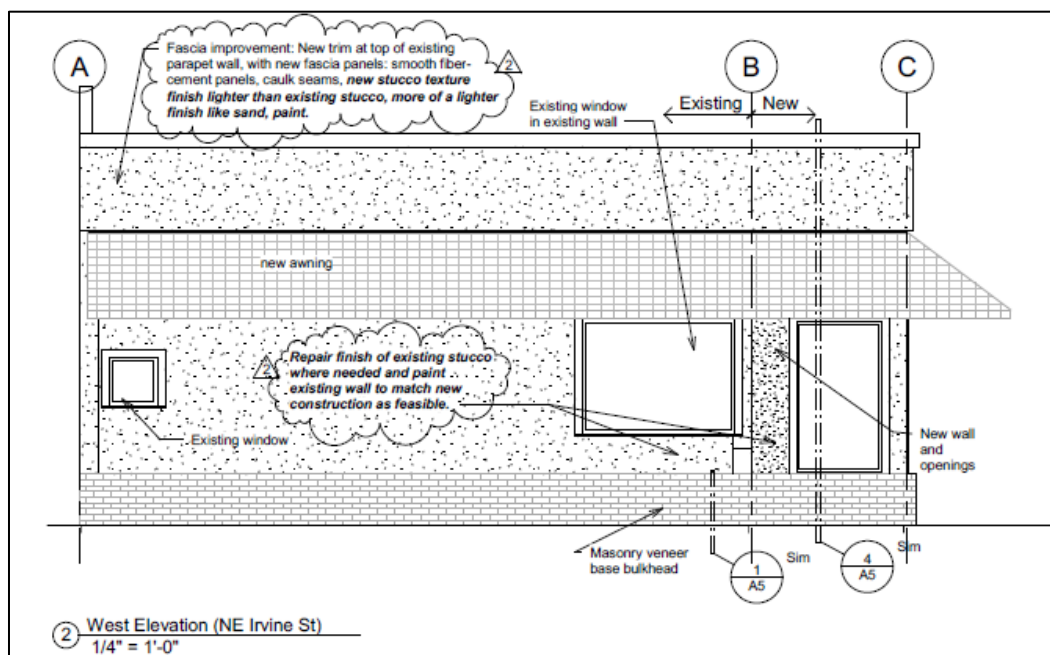 A
Fascia improvement: New trim at top of existing
parapet wall, with new fascia panels: smooth fiber-
cement panels, caulk seams, new stucco texture
finish lighter than existing stucco, more of a lighter
finish like sand, paint.
2
B
C
Existing window
in existing wall
Existing
New
new awning
2
Repair finish of existing stucco
where needed and paint
existing wall to match new
construction as feasible.
Existing window
New wall
and
openings
Masonry veneer
base bulkhead
1
A5
Sim
4
A5
Sim
2
West Elevation (NE Irvine St)
1/4" = 1'-0"